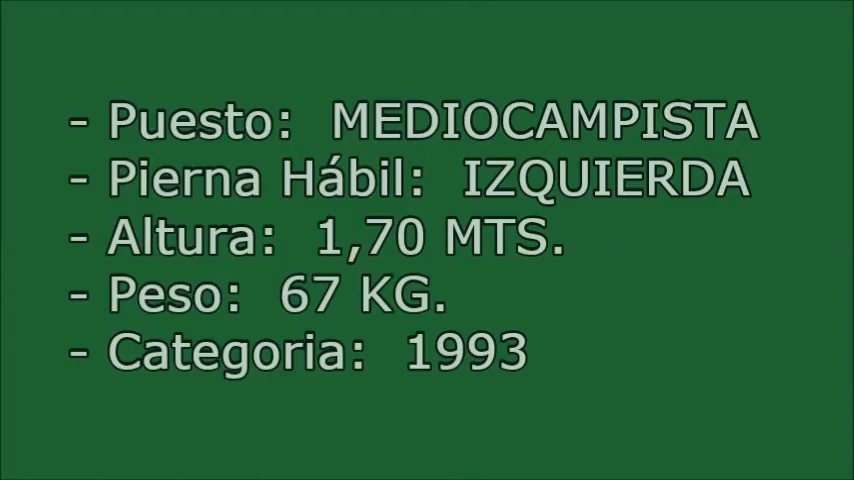 - Puesto: MEDIOCAMPISTA
- Pierna Hábil: IZQUIERDA
- Altura: 1,70 MTS.
- Peso: 67 KG.
- Categoria: 1993